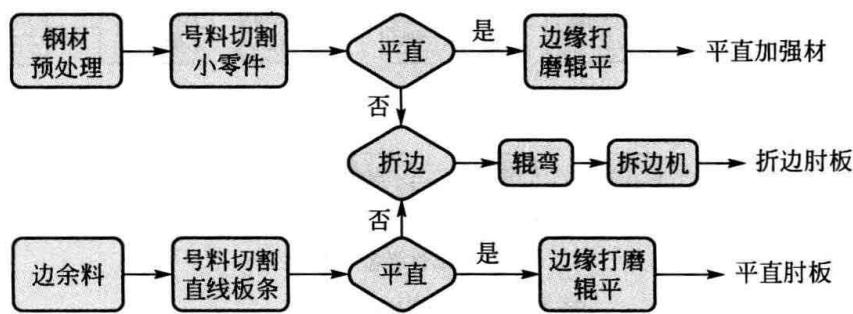 钢材
预处理
号料切割
小零件
平直
是
边缘打
磨辊平
平直加强材
否
折边
辊弯
拆边机
折边肘板
否
边余料
号料切割
直线板条
平直
是
边缘打磨
辊平
平直肘板